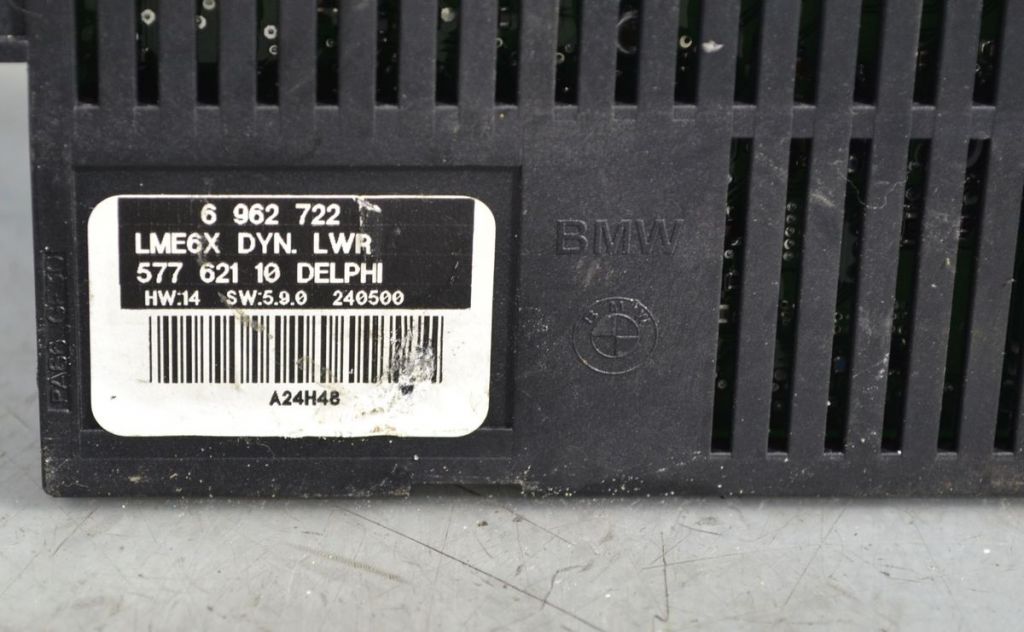 6 962 722
LME6X DYN. LWR
577 621 10 DELPHI
HW:14 SW:5.9.0 240500
A24H48
BMW
BMW